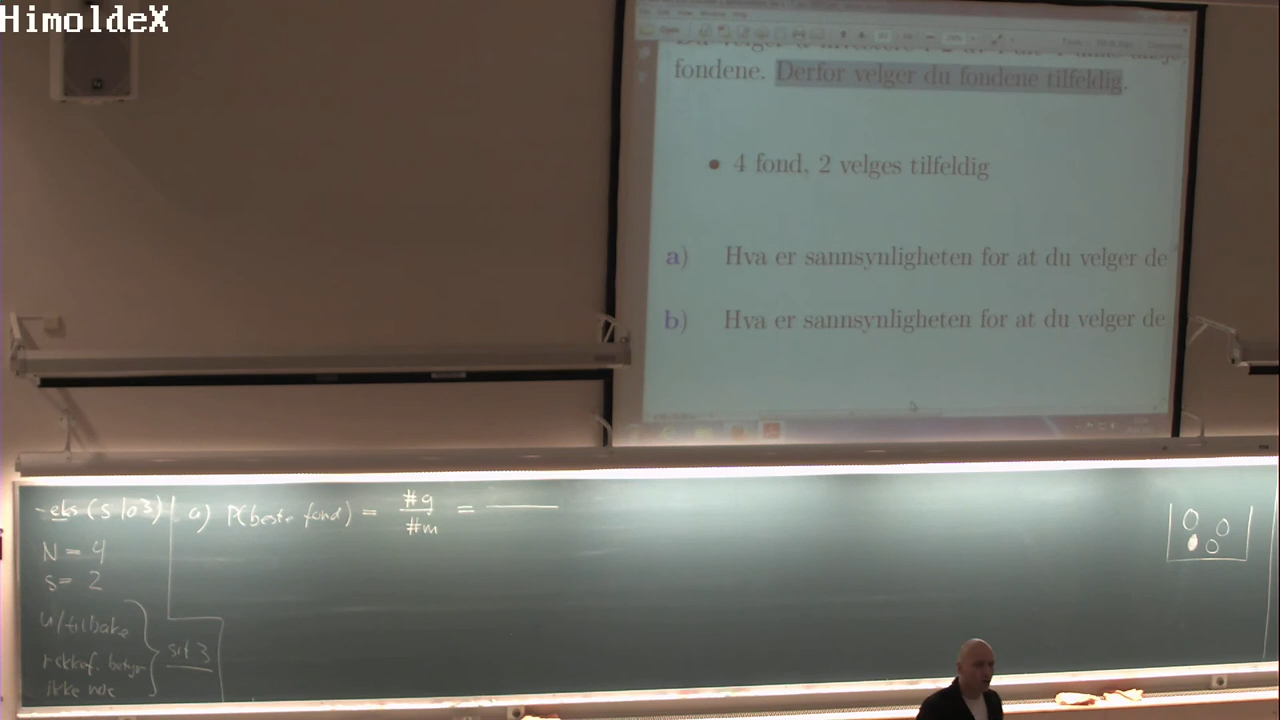 HimoldeX
fondene. Derfor velger du fondene tilfeldig.
• 4 fond, 2 velges tilfeldig
a) Hva er sannsynligheten for at du velger de
b) Hva er sannsynligheten for at du velger de
-eks (s 103)
N = 4
s = 2
u/tilbake
rekkef. betyr
ikke noe
sit 3
a) P(beste fond) = #g / #m =